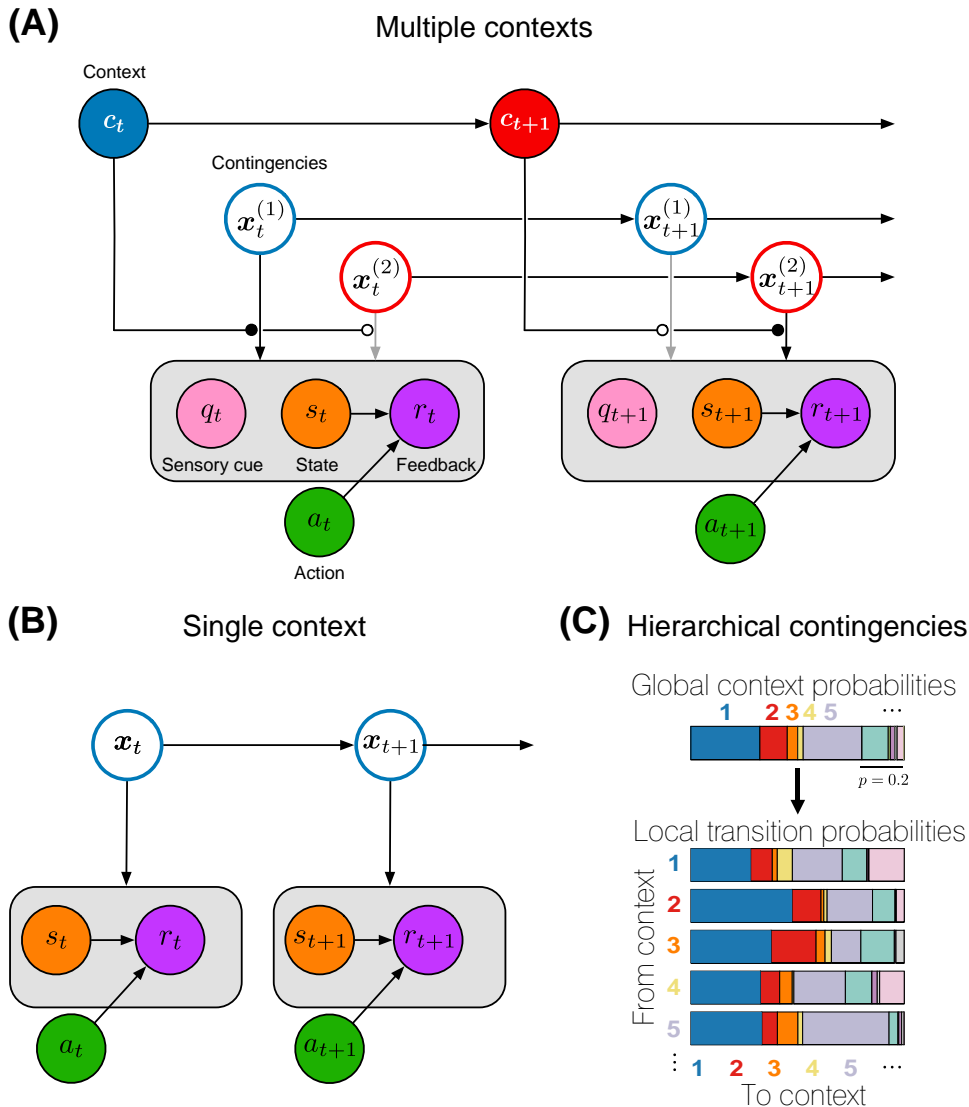 (A)
Multiple contexts
Context
c_t
c_{t+1}
Contingencies
x_t^{(1)}
x_{t+1}^{(1)}
x_t^{(2)}
x_{t+1}^{(2)}
q_t
s_t
r_t
q_{t+1}
s_{t+1}
r_{t+1}
Sensory cue
State
Feedback
a_t
a_{t+1}
Action
(B)
Single context
x_t
x_{t+1}
s_t
r_t
s_{t+1}
r_{t+1}
a_t
a_{t+1}
(C)
Hierarchical contingencies
Global context probabilities
1 2 3 4 5 ...
p = 0.2
Local transition probabilities
From context
1
2
3
4
5
⋮
1 2 3 4 5 ...
To context